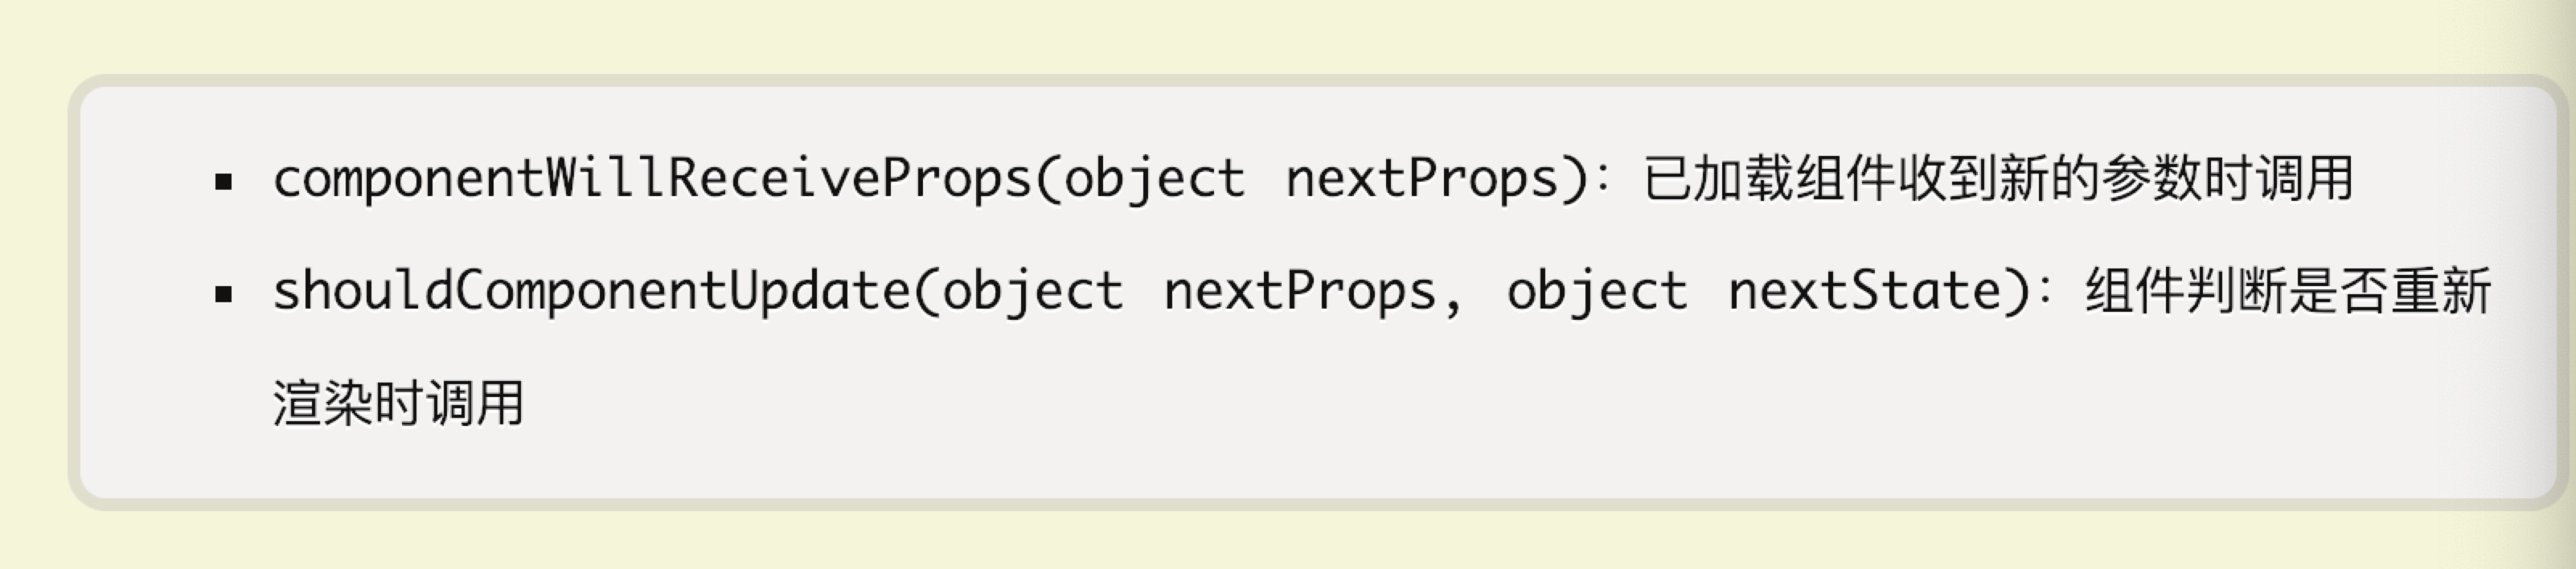 ▪ componentWillReceiveProps(object nextProps)：已加载组件收到新的参数时调用
▪ shouldComponentUpdate(object nextProps, object nextState)：组件判断是否重新
渲染时调用